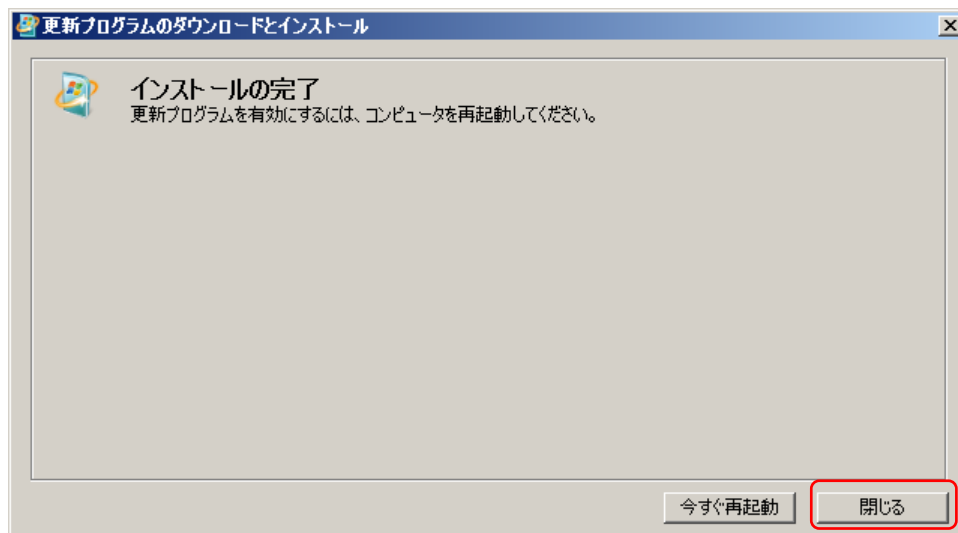 更新プログラムのダウンロードとインストール
インストールの完了
更新プログラムを有効にするには、コンピュータを再起動してください。
今すぐ再起動
閉じる